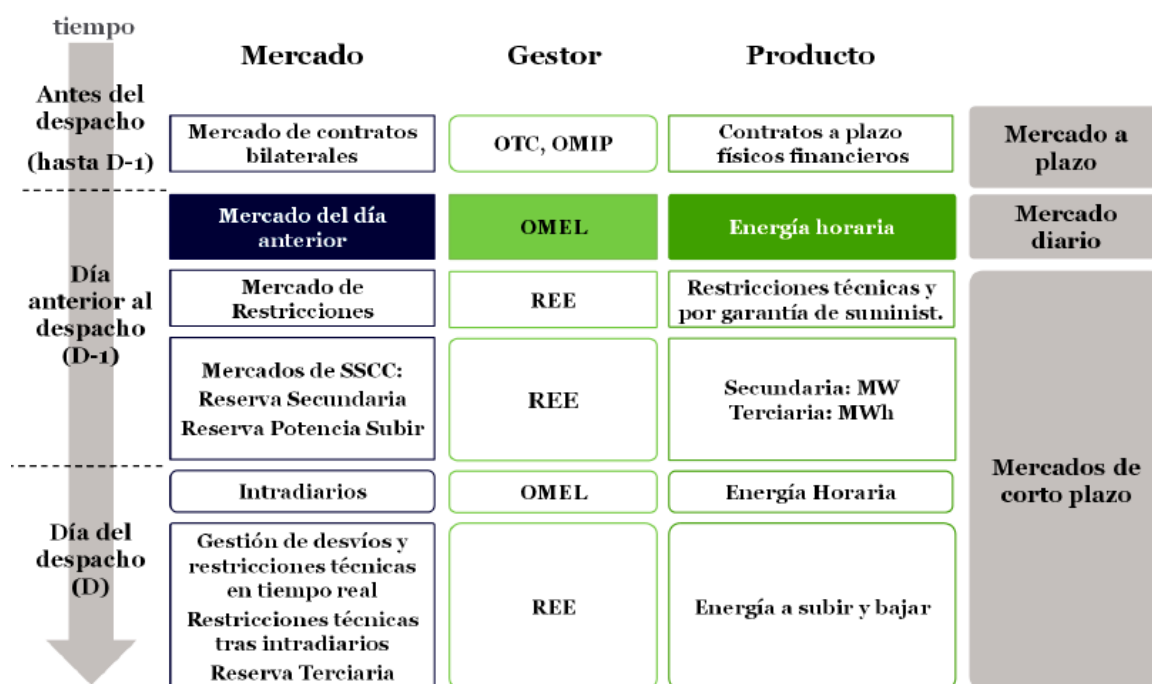 tiempo
Mercado
Gestor
Producto
Antes del
despacho
(hasta D-1)
Mercado de contratos
bilaterales
OTC, OMIP
Contratos a plazo
físicos financieros
Mercado a
plazo
Mercado del día
anterior
OMEL
Energía horaria
Mercado
diario
Día
anterior al
despacho
(D-1)
Mercado de
Restricciones
REE
Restricciones técnicas y
por garantía de suminist.
Mercados de SSCC:
Reserva Secundaria
Reserva Potencia Subir
REE
Secundaria: MW
Terciaria: MWh
Mercados de
corto plazo
Intradiarios
OMEL
Energía Horaria
Día del
despacho
(D)
Gestión de desvíos y
restricciones técnicas
en tiempo real
Restricciones técnicas
tras intradiarios
Reserva Terciaria
REE
Energía a subir y bajar